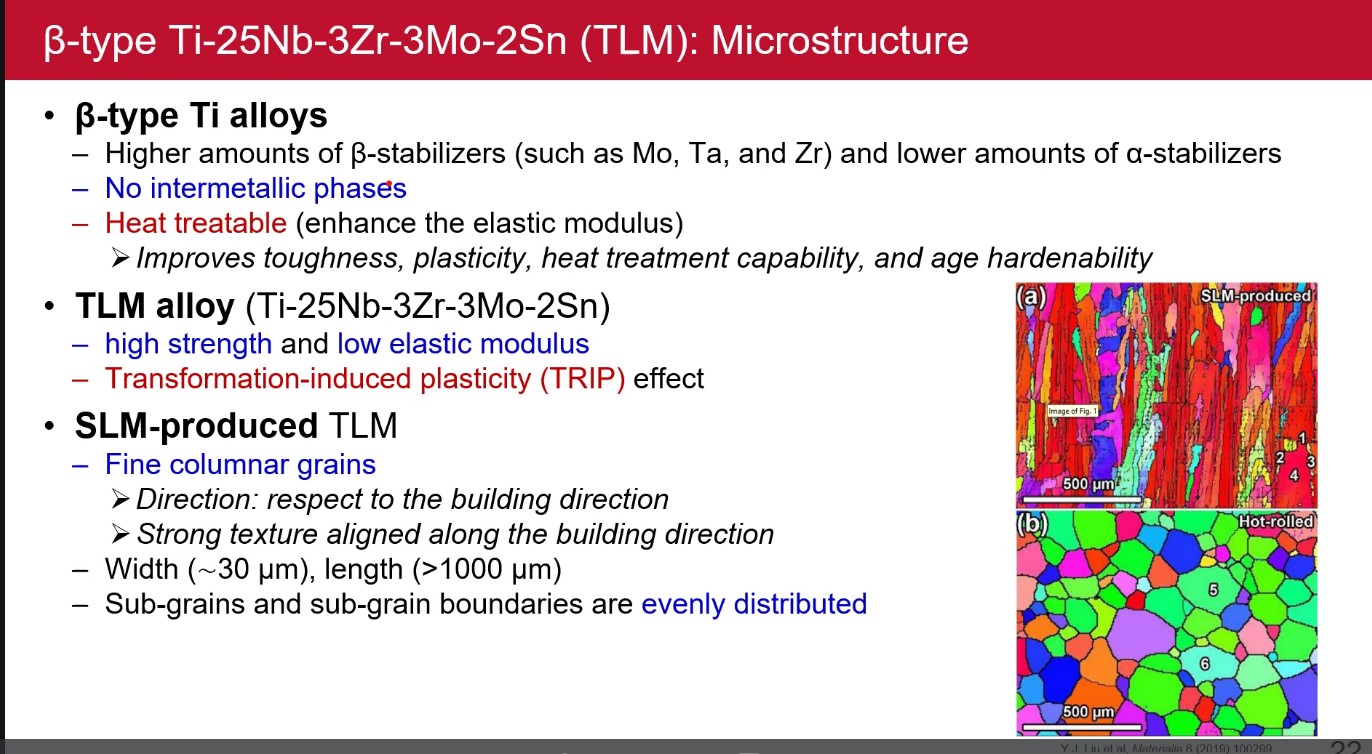 β-type Ti-25Nb-3Zr-3Mo-2Sn (TLM): Microstructure
• β-type Ti alloys
– Higher amounts of β-stabilizers (such as Mo, Ta, and Zr) and lower amounts of α-stabilizers
– No intermetallic phases
– Heat treatable (enhance the elastic modulus)
➢ Improves toughness, plasticity, heat treatment capability, and age hardenability
• TLM alloy (Ti-25Nb-3Zr-3Mo-2Sn)
– high strength and low elastic modulus
– Transformation-induced plasticity (TRIP) effect
• SLM-produced TLM
– Fine columnar grains
➢ Direction: respect to the building direction
➢ Strong texture aligned along the building direction
– Width (~30 μm), length (>1000 μm)
– Sub-grains and sub-grain boundaries are evenly distributed
(a) SLM-produced
Image of Fig. 1
1
2 3
4
500 μm
(b) Hot-rolled
5
6
500 μm
Y.J. Liu et al, Materialia 6 (2019) 100299